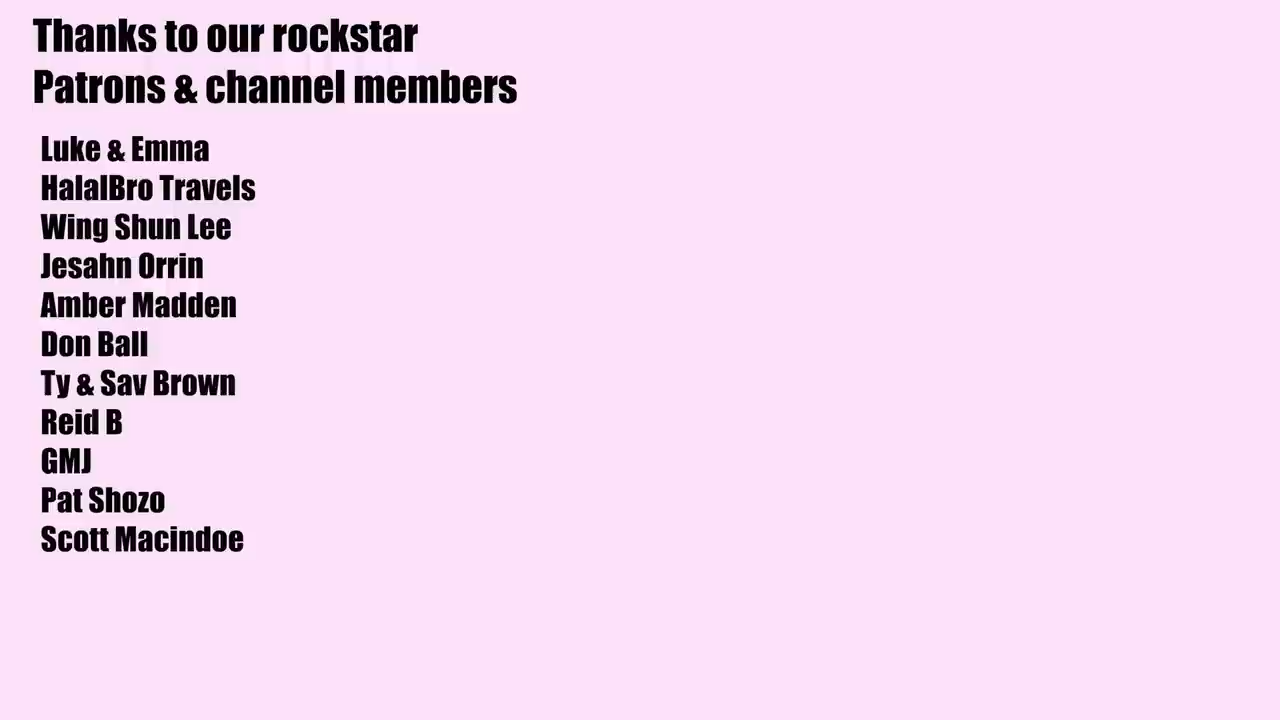 Thanks to our rockstar
Patrons & channel members
Luke & Emma
HalalBro Travels
Wing Shun Lee
Jesahn Orrin
Amber Madden
Don Ball
Ty & Sav Brown
Reid B
GMJ
Pat Shozo
Scott Macindoe